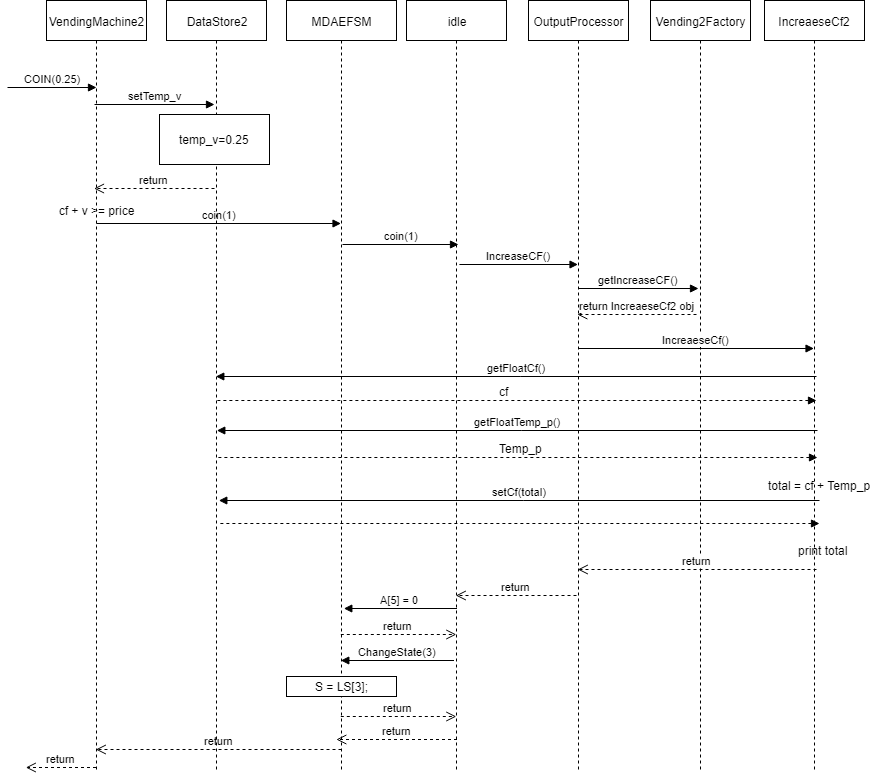 VendingMachine2
DataStore2
MDAEFSM
idle
OutputProcessor
Vending2Factory
IncreaeseCf2
COIN(0.25)
setTemp_v
temp_v=0.25
return
cf + v >= price
coin(1)
coin(1)
IncreaseCF()
getIncreaseCF()
return IncreaeseCf2 obj
IncreaeseCf()
getFloatCf()
cf
getFloatTemp_p()
Temp_p
total = cf + Temp_p
setCf(total)
print total
return
return
A[5] = 0
return
ChangeState(3)
S = LS[3];
return
return
return
return